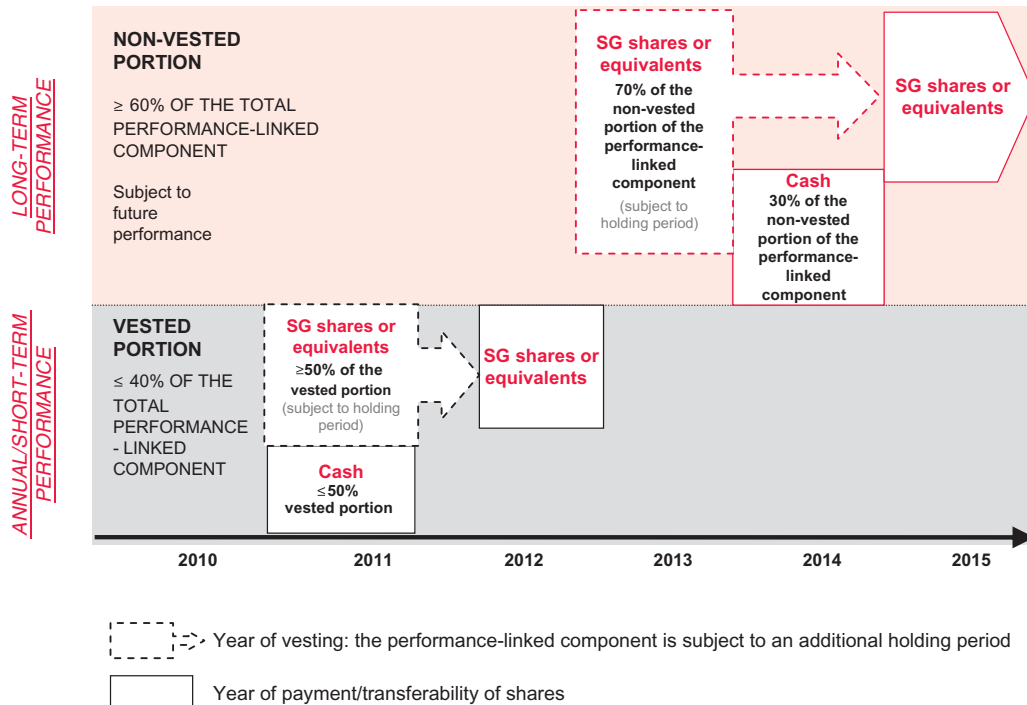 LONG-TERM
PERFORMANCE
NON-VESTED
PORTION
≥ 60% OF THE TOTAL
PERFORMANCE-LINKED
COMPONENT
Subject to
future
performance
SG shares or
equivalents
70% of the
non-vested
portion of the
performance-
linked
component
(subject to
holding period)
SG shares or
equivalents
Cash
30% of the
non-vested
portion of the
performance-
linked
component
ANNUAL/SHORT-TERM
PERFORMANCE
VESTED
PORTION
≤ 40% OF THE
TOTAL
PERFORMANCE
- LINKED
COMPONENT
SG shares or
equivalents
≥50% of the
vested portion
(subject to holding
period)
SG shares or
equivalents
Cash
≤50%
vested portion
2010 2011 2012 2013 2014 2015
Year of vesting: the performance-linked component is subject to an additional holding period
Year of payment/transferability of shares